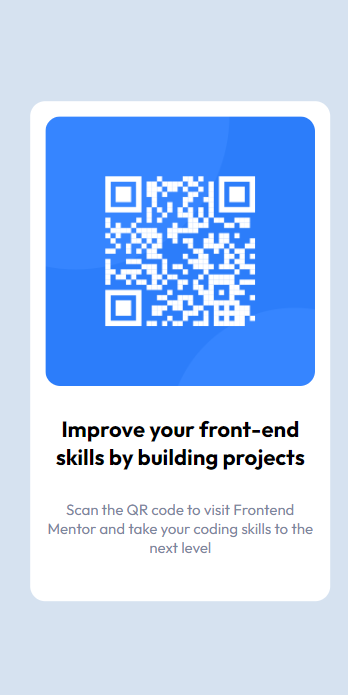 Improve your front-end
skills by building projects
Scan the QR code to visit Frontend
Mentor and take your coding skills to the
next level